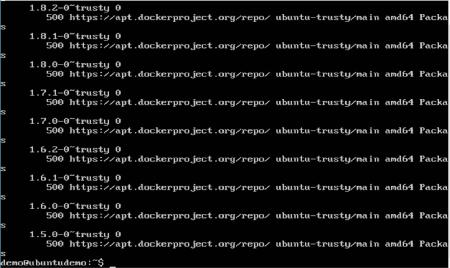 1.8.2-0~trusty 0
500 https://apt.dockerproject.org/repo/ ubuntu-trusty/main amd64 Packa
s
1.8.1-0~trusty 0
500 https://apt.dockerproject.org/repo/ ubuntu-trusty/main amd64 Packa
s
1.8.0-0~trusty 0
500 https://apt.dockerproject.org/repo/ ubuntu-trusty/main amd64 Packa
s
1.7.1-0~trusty 0
500 https://apt.dockerproject.org/repo/ ubuntu-trusty/main amd64 Packa
s
1.7.0-0~trusty 0
500 https://apt.dockerproject.org/repo/ ubuntu-trusty/main amd64 Packa
s
1.6.2-0~trusty 0
500 https://apt.dockerproject.org/repo/ ubuntu-trusty/main amd64 Packa
s
1.6.1-0~trusty 0
500 https://apt.dockerproject.org/repo/ ubuntu-trusty/main amd64 Packa
s
1.6.0-0~trusty 0
500 https://apt.dockerproject.org/repo/ ubuntu-trusty/main amd64 Packa
s
1.5.0-0~trusty 0
500 https://apt.dockerproject.org/repo/ ubuntu-trusty/main amd64 Packa
s
demo@ubuntudemo:~$ _